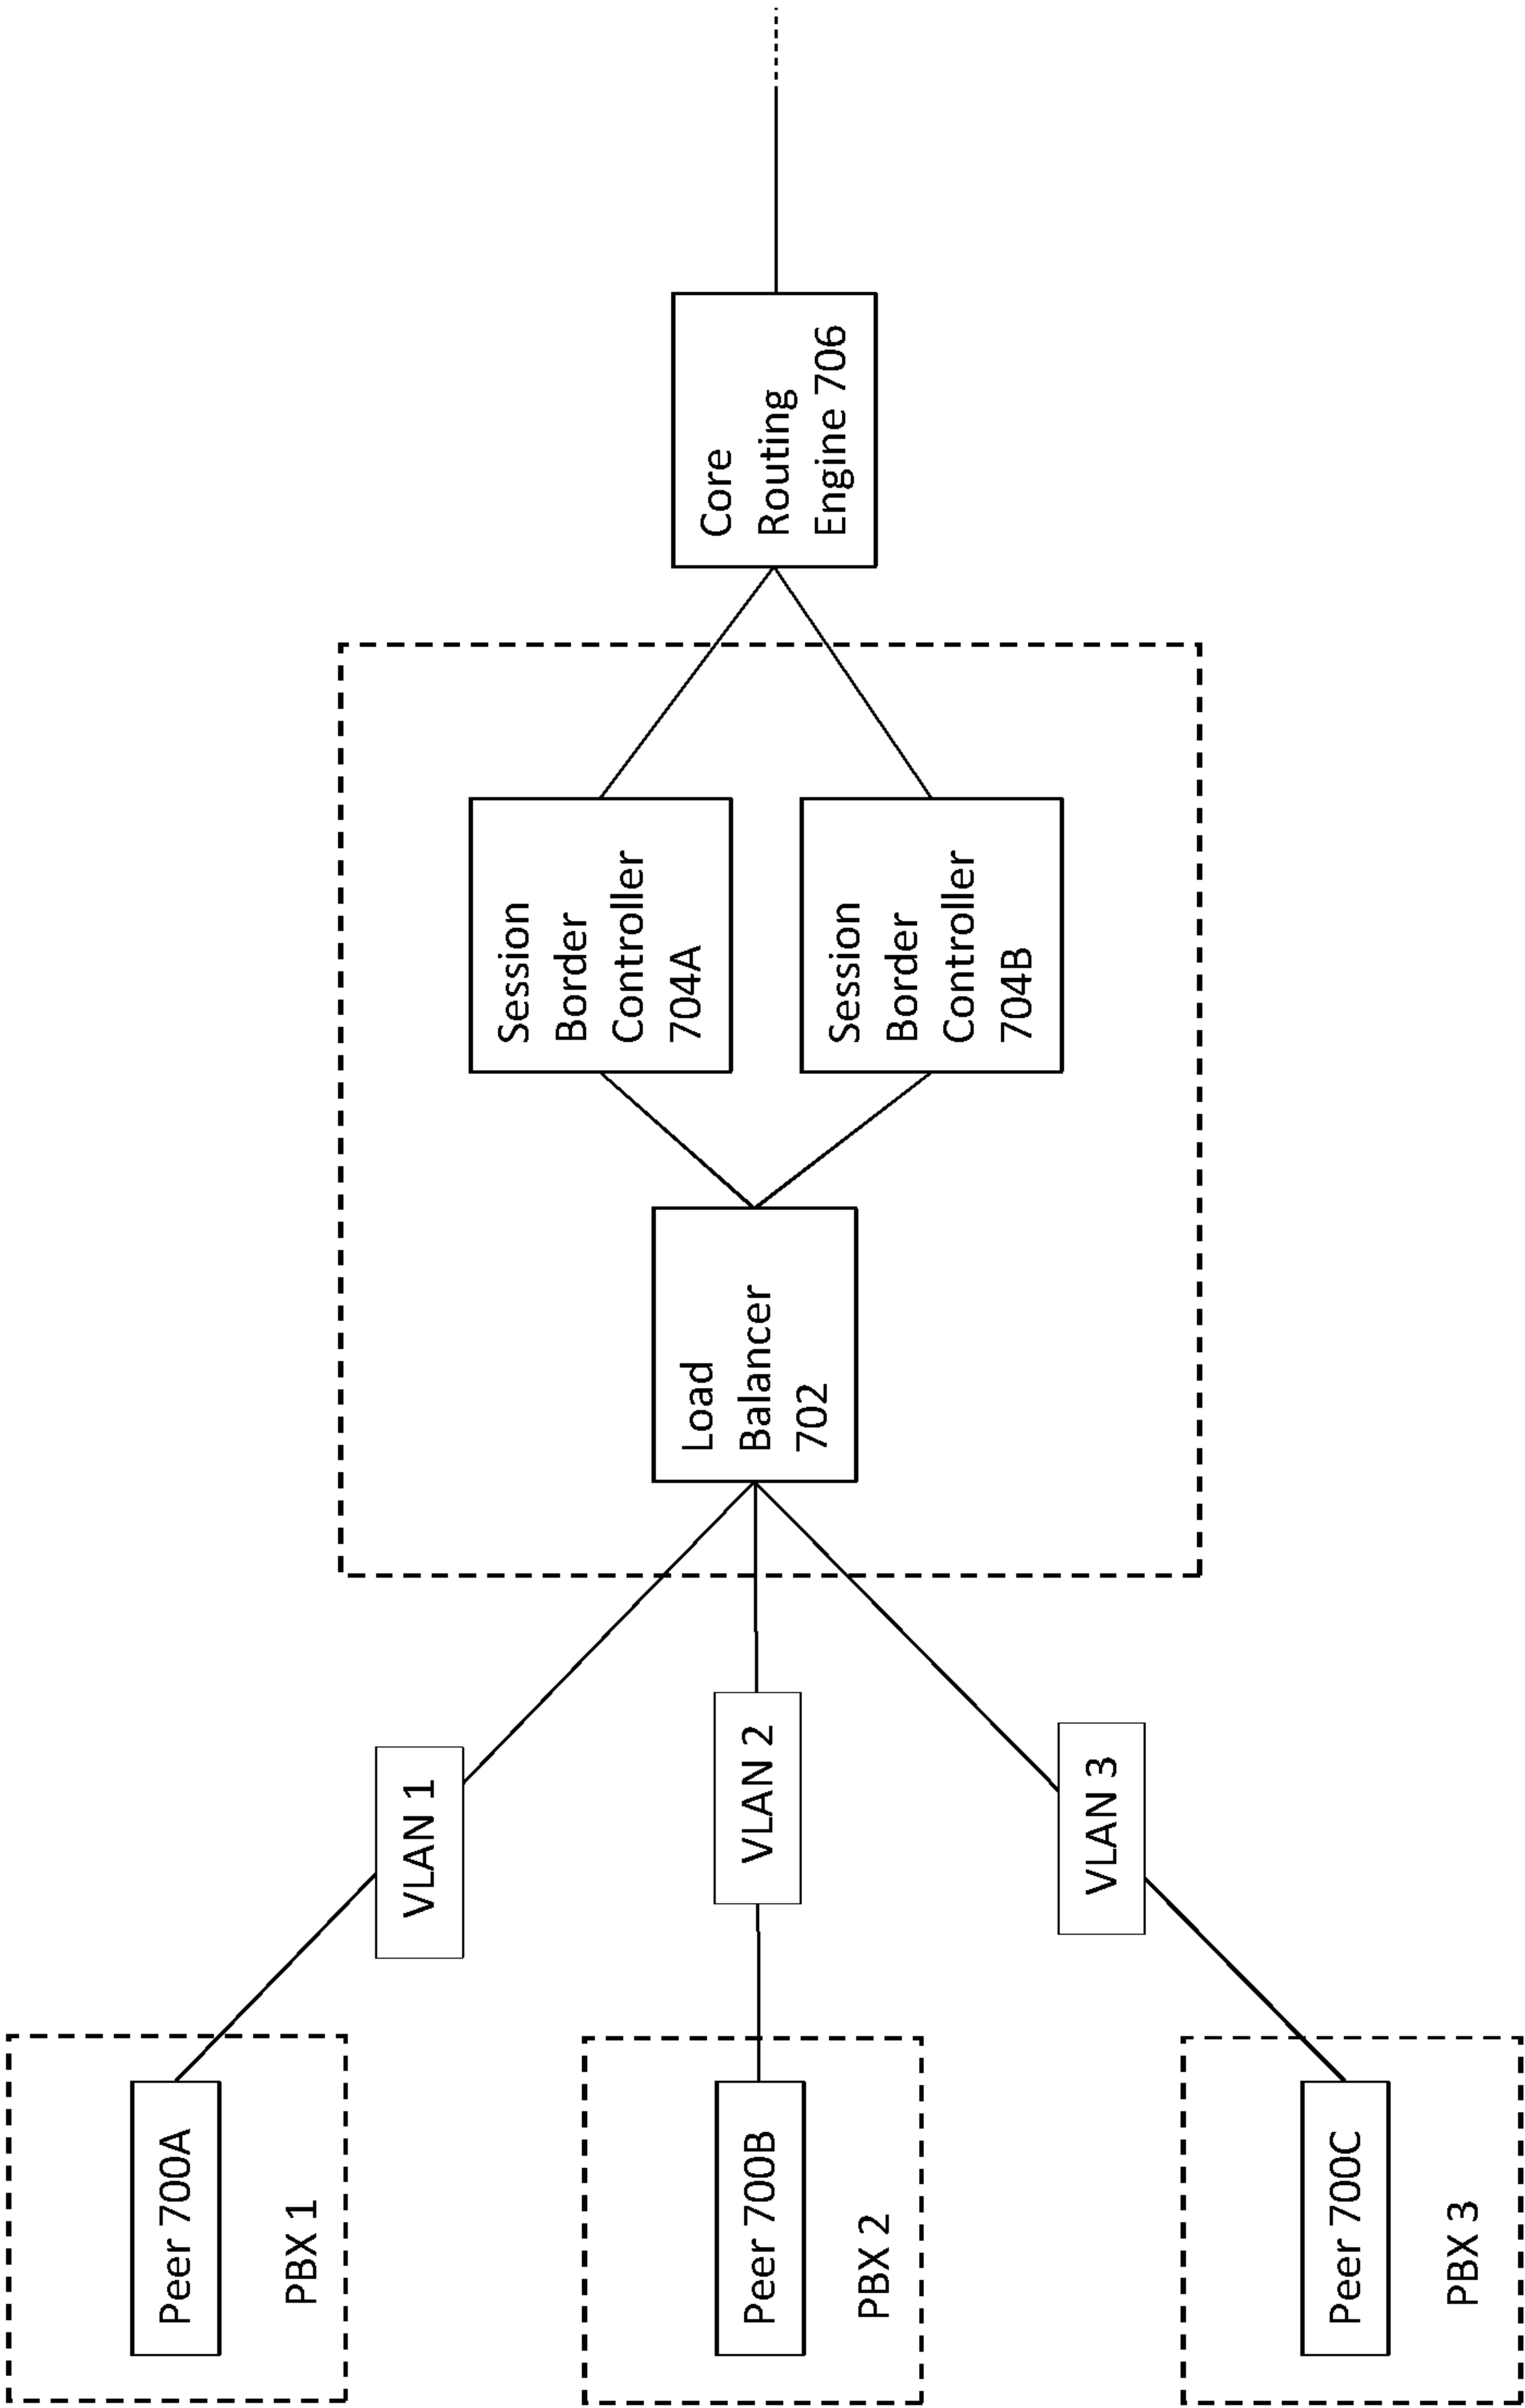 Peer 700A
PBX 1
Peer 700B
PBX 2
Peer 700C
PBX 3
VLAN 1
VLAN 2
VLAN 3
Load
Balancer
702
Session
Border
Controller
704A
Session
Border
Controller
704B
Core
Routing
Engine 706